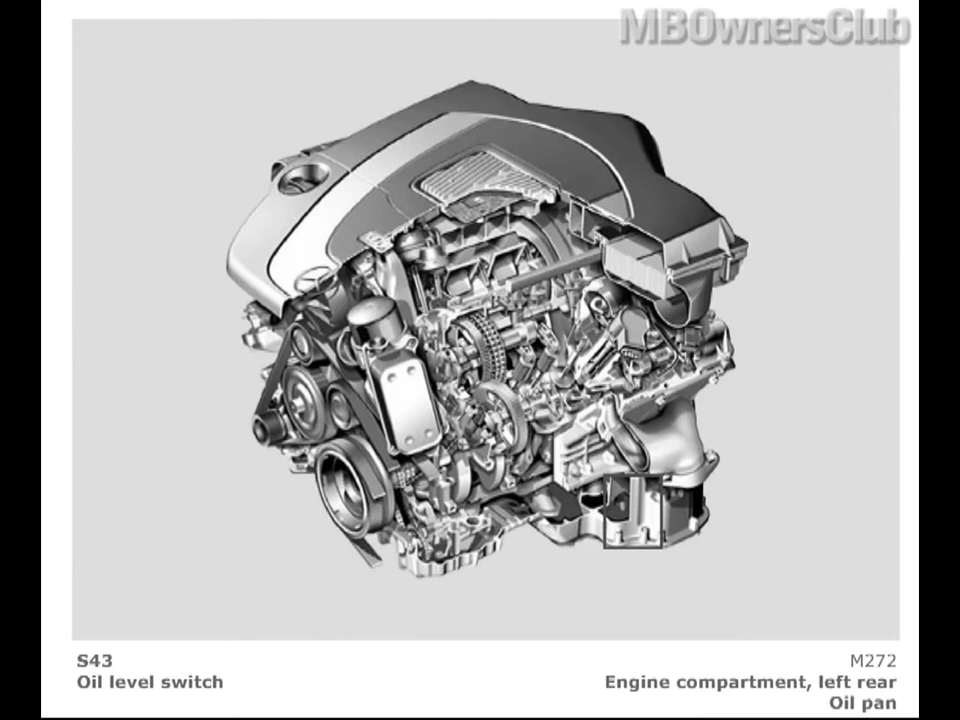 MBOwnersClub
S43
Oil level switch
M272
Engine compartment, left rear
Oil pan